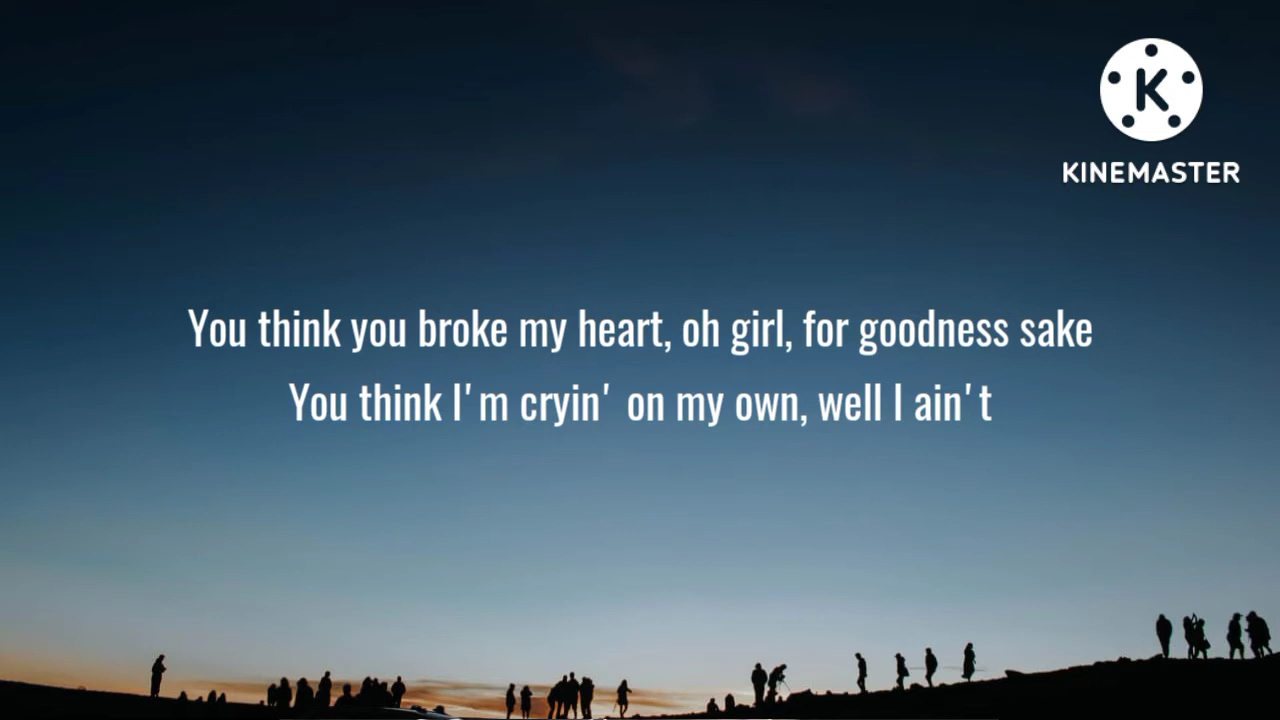 K
KINEMASTER
You think you broke my heart, oh girl, for goodness sake
You think I'm cryin' on my own, well I ain't